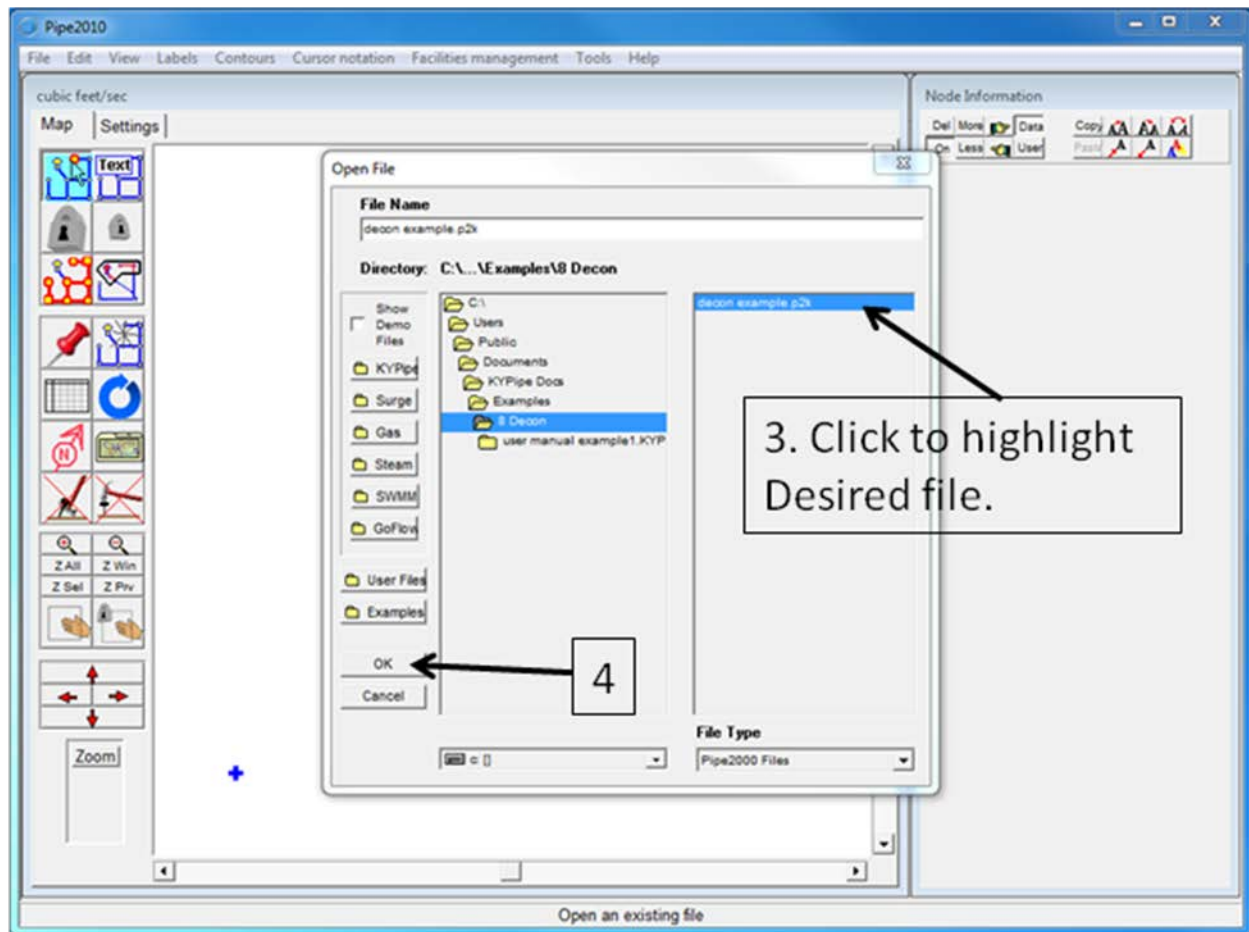 Pipe2010
File Edit View Labels Contours Cursor notation Facilities management Tools Help
cubic feet/sec
Map Settings
Text
N
Z All Z Win
Z Sel Z Prv
Zoom
Open File
File Name
decon example.p2k
Directory: C:\...\Examples\8 Decon
Show
Demo
Files
KYPipe
Surge
Gas
Steam
SWMM
GoFlow
User Files
Examples
OK
Cancel
C:\
Users
Public
Documents
KYPipe Docs
Examples
8 Decon
user manual example1.KYP
c: []
decon example.p2k
File Type
Pipe2000 Files
3. Click to highlight
Desired file.
4
Node Information
Del More Data Copy A A A
On Less User Paste A A A
Open an existing file